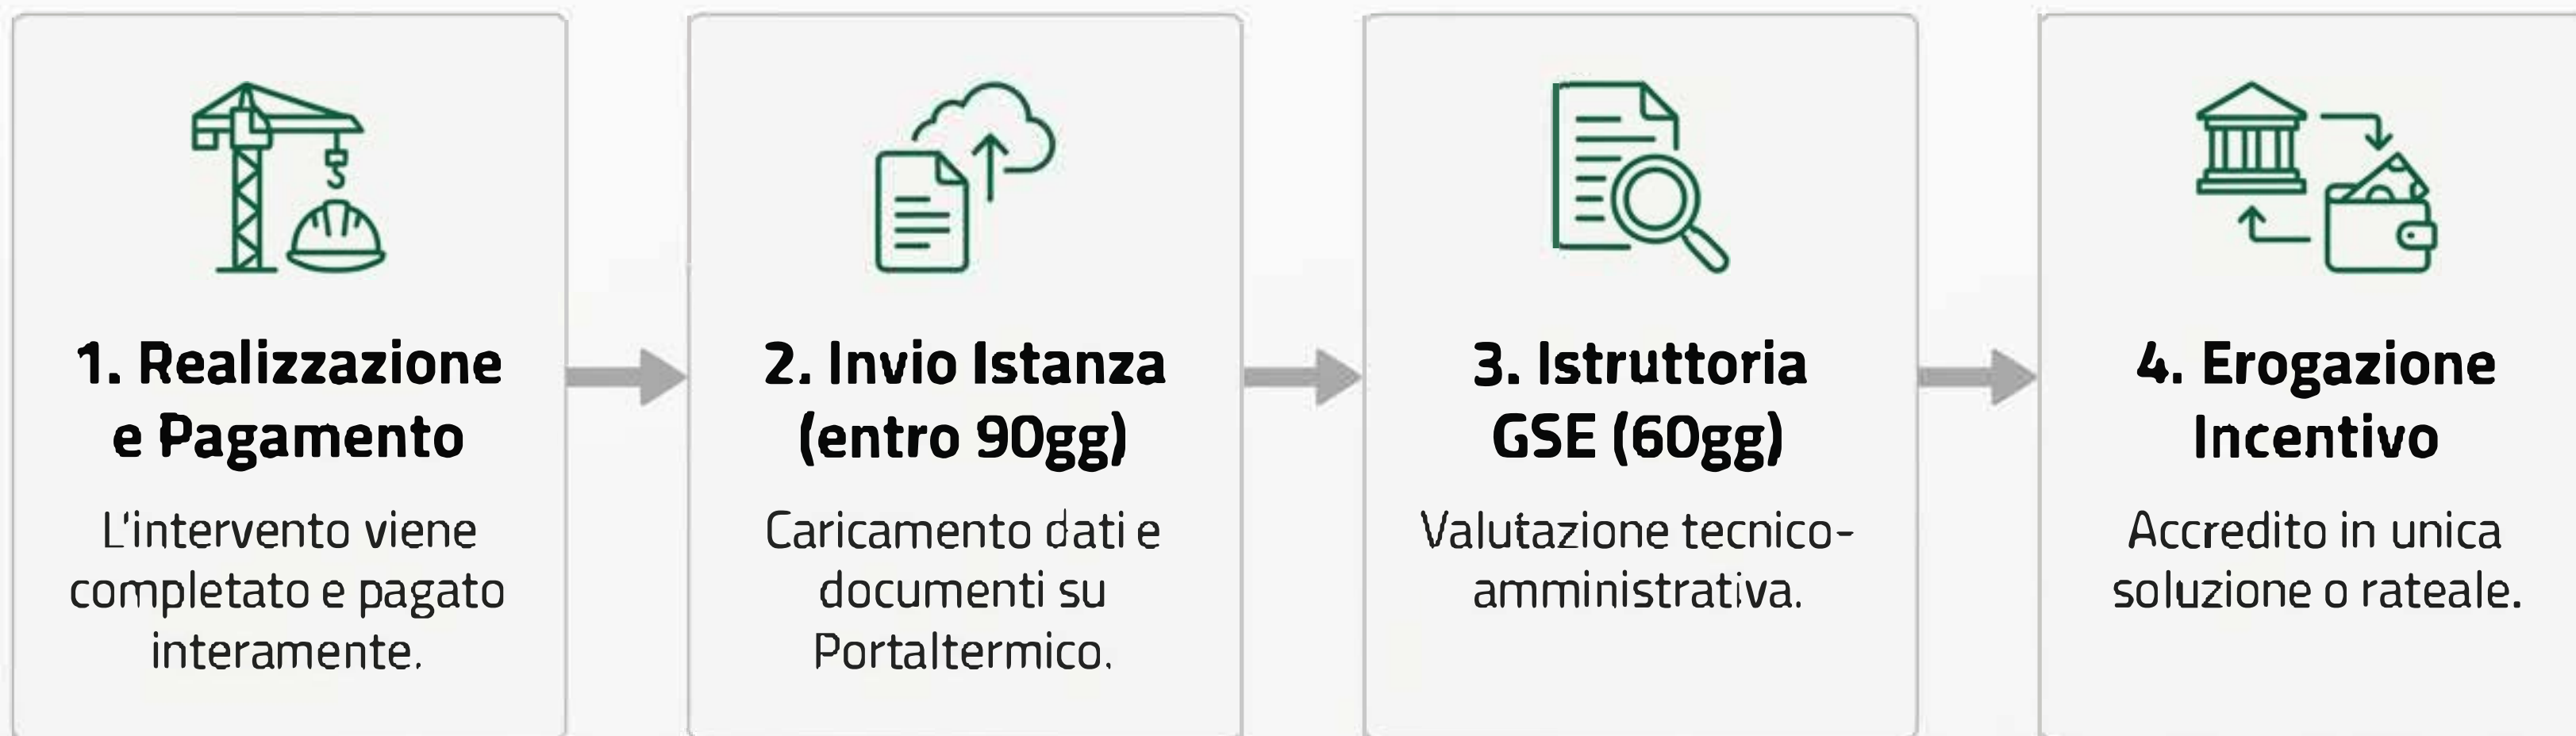 1. Realizzazione
e Pagamento
L'intervento viene
completato e pagato
interamente.
2. Invio Istanza
(entro 90gg)
Caricamento dati e
documenti su
Portaltermico.
3. Istruttoria
GSE (60gg)
Valutazione tecnico-
amministrativa.
4. Erogazione
Incentivo
Accredito in unica
soluzione o rateale.